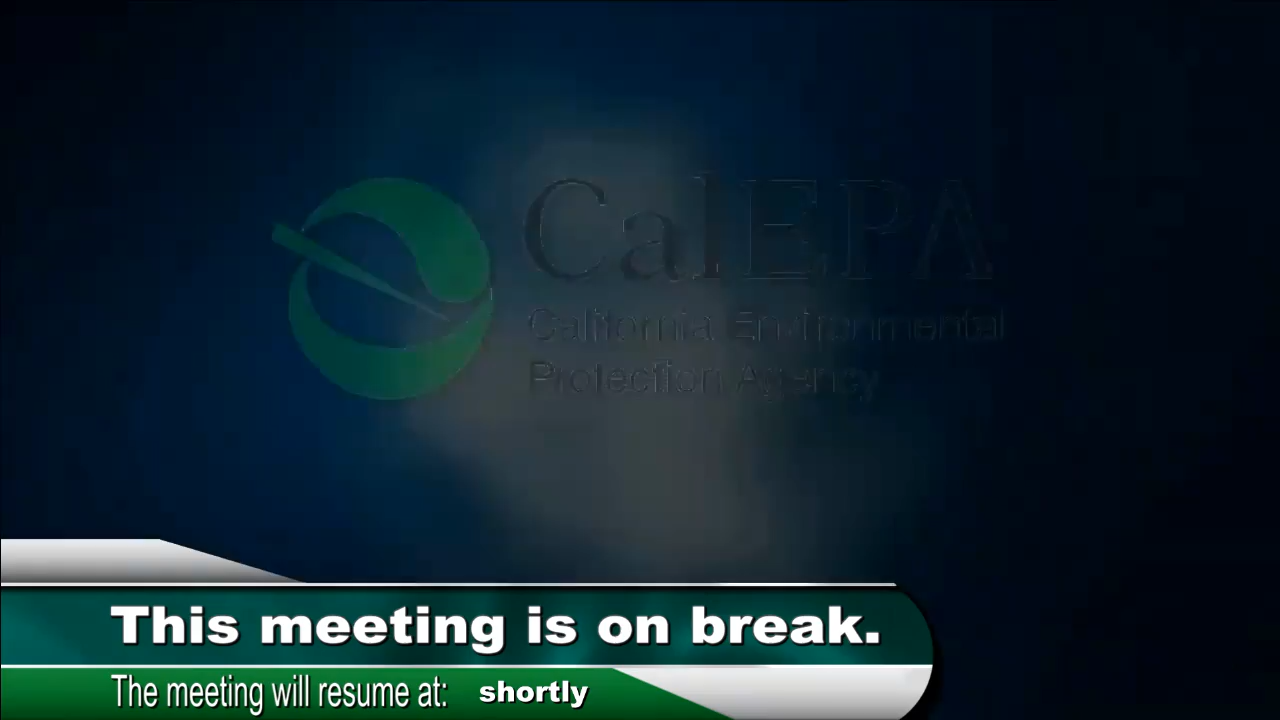 CalEPA
California Environmental
Protection Agency
This meeting is on break.
The meeting will resume at: shortly